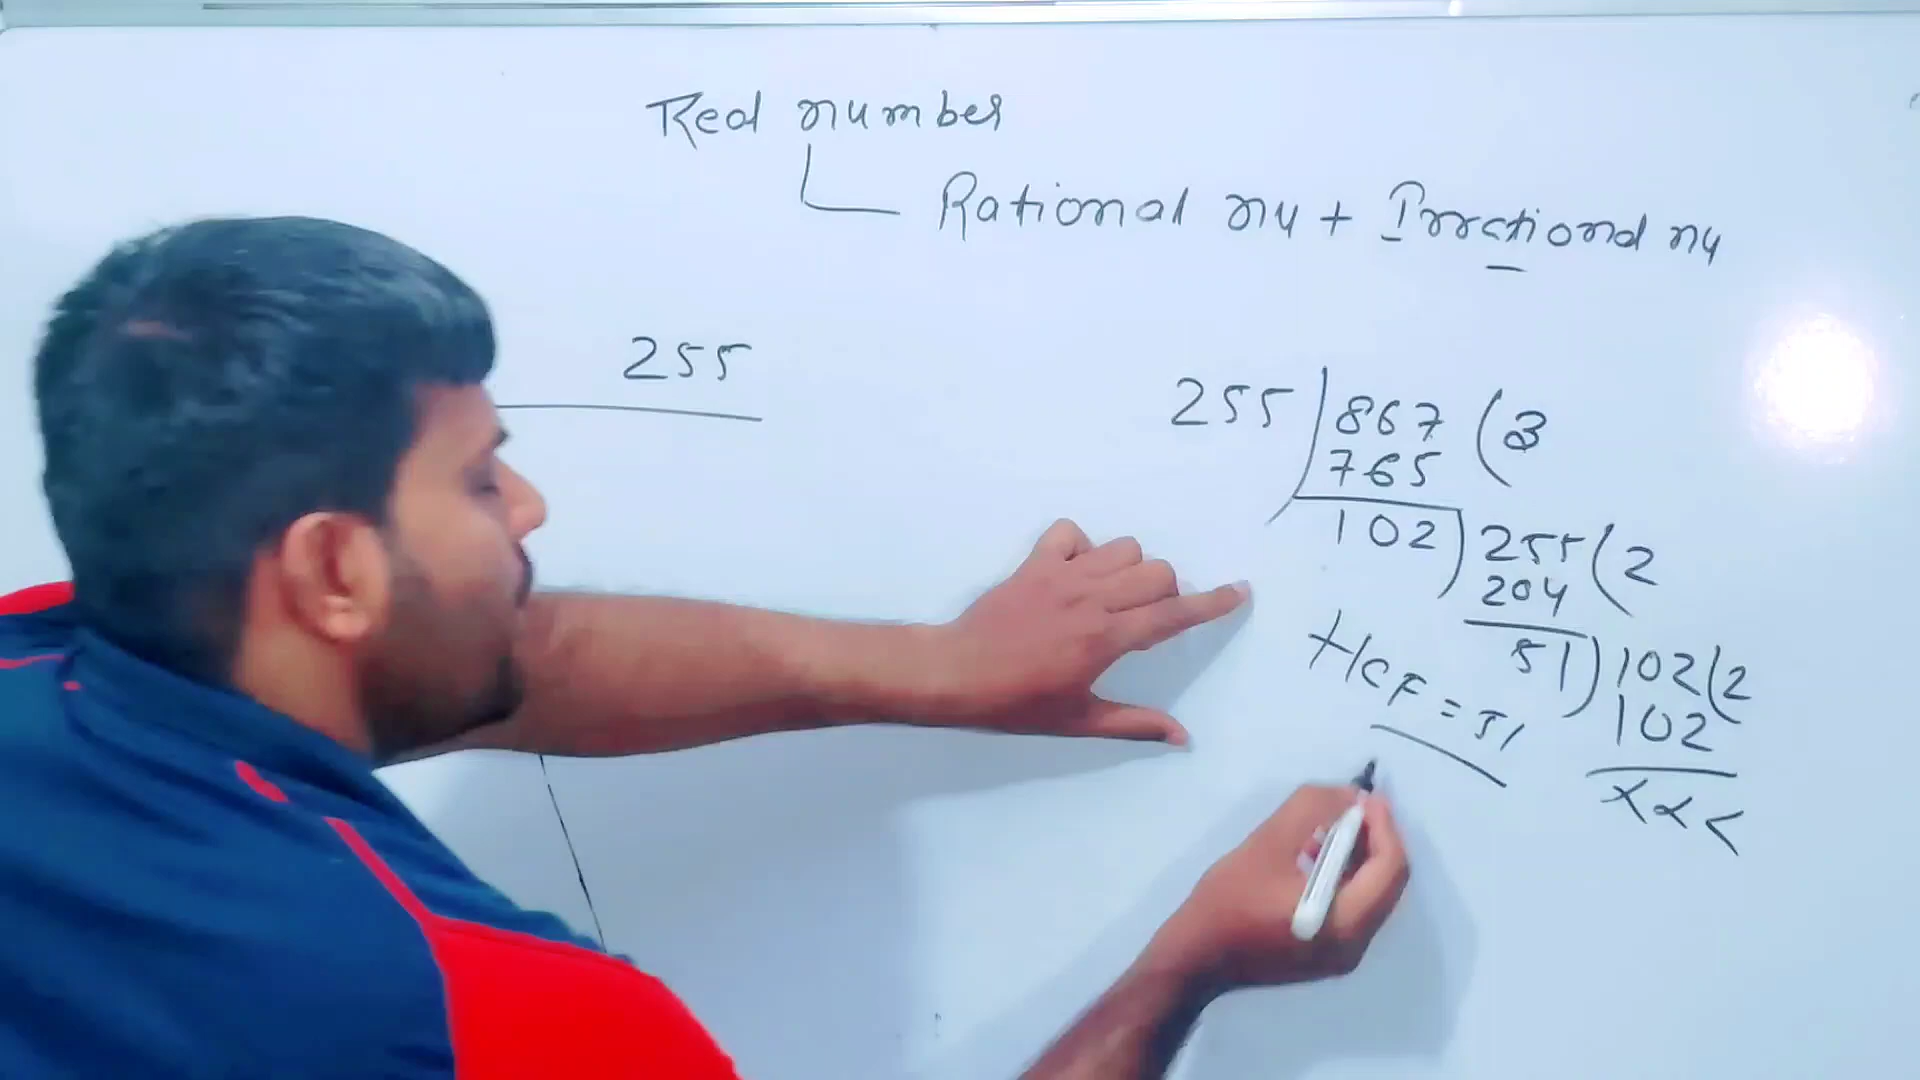 Real number
Rational nu + Irrational nu
255
255 | 867 ( 3
765
102 ) 255 ( 2
204
51 ) 102 ( 2
102
×××
HCF = 51